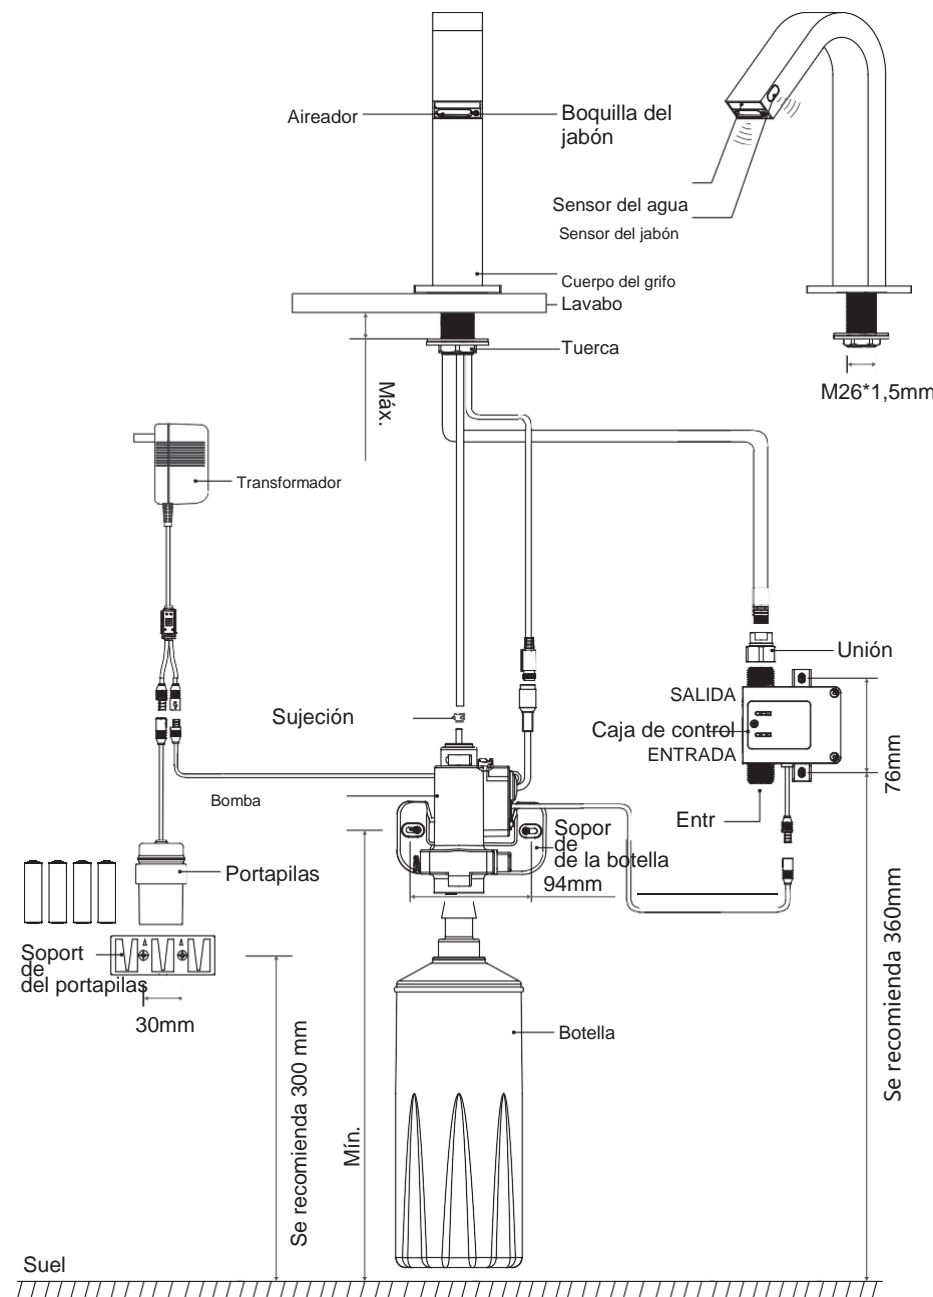 Aireador
Boquilla del
jabón
Sensor del agua
Sensor del jabón
Cuerpo del grifo
Lavabo
Tuerca
M26*1,5mm
Máx.
Transformador
Unión
SALIDA
Sujeción
Caja de control
ENTRADA
76mm
Bomba
Entr
Sopor
de
de la botella
94mm
Portapilas
Soport
de
del portapilas
30mm
Botella
Se recomienda 360mm
Se recomienda 300 mm
Mín.
Suel